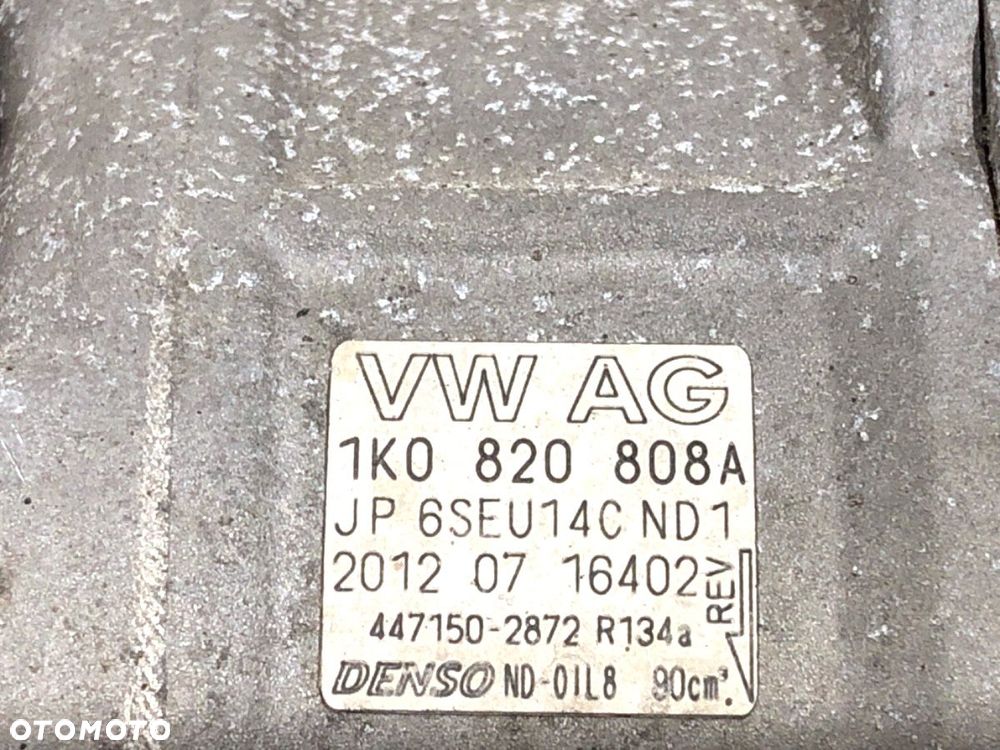 VW AG
1K0 820 808A
JP 6SEU14C ND1
2012 07 16402
REV
447150-2872 R134a
DENSO ND-OIL8 90cm³
OTOMOTO